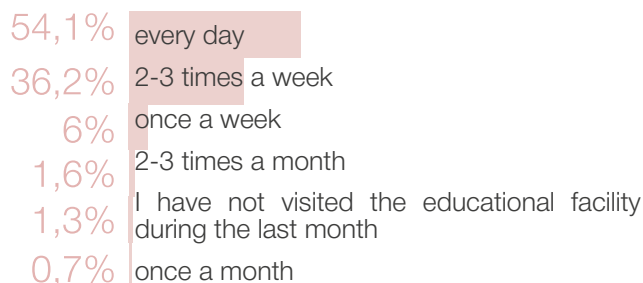 54,1% every day
36,2% 2-3 times a week
6% once a week
1,6% 2-3 times a month
1,3% I have not visited the educational facility
during the last month
0,7% once a month